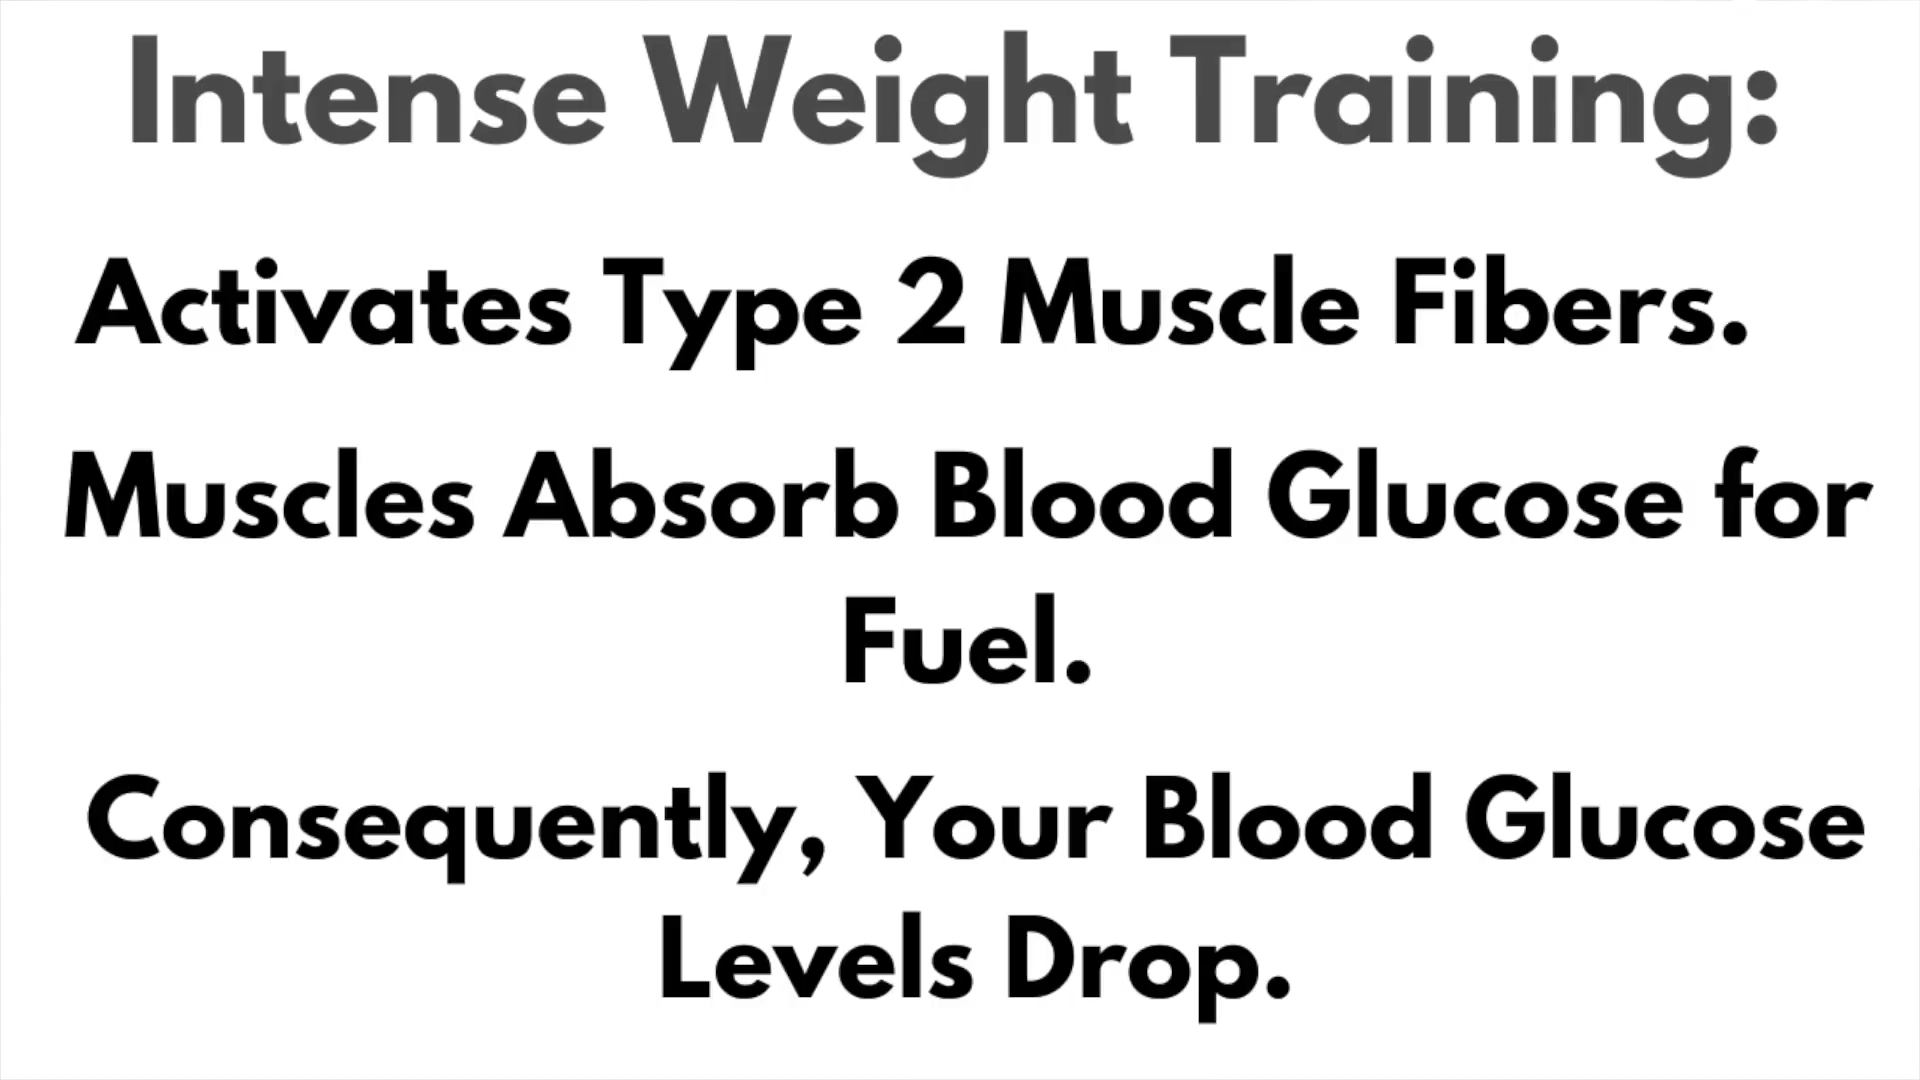 Intense Weight Training:
Activates Type 2 Muscle Fibers.
Muscles Absorb Blood Glucose for
Fuel.
Consequently, Your Blood Glucose
Levels Drop.